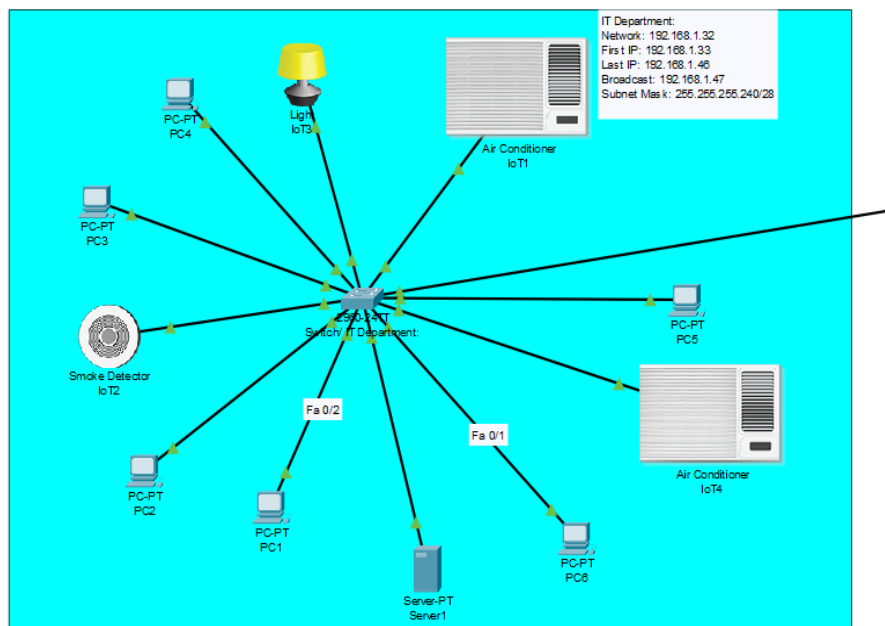 IT Department:
Network: 192.168.1.32
First IP: 192.168.1.33
Last IP: 192.168.1.46
Broadcast: 192.168.1.47
Subnet Mask: 255.255.255.240/28
PC-PT
PC4
Light
IoT3
Air Conditioner
IoT1
PC-PT
PC3
2960-24TT
Switch/ IT Department:
PC-PT
PC5
Smoke Detector
IoT2
Fa 0/2
Fa 0/1
Air Conditioner
IoT4
PC-PT
PC2
PC-PT
PC1
Server-PT
Server1
PC-PT
PC6